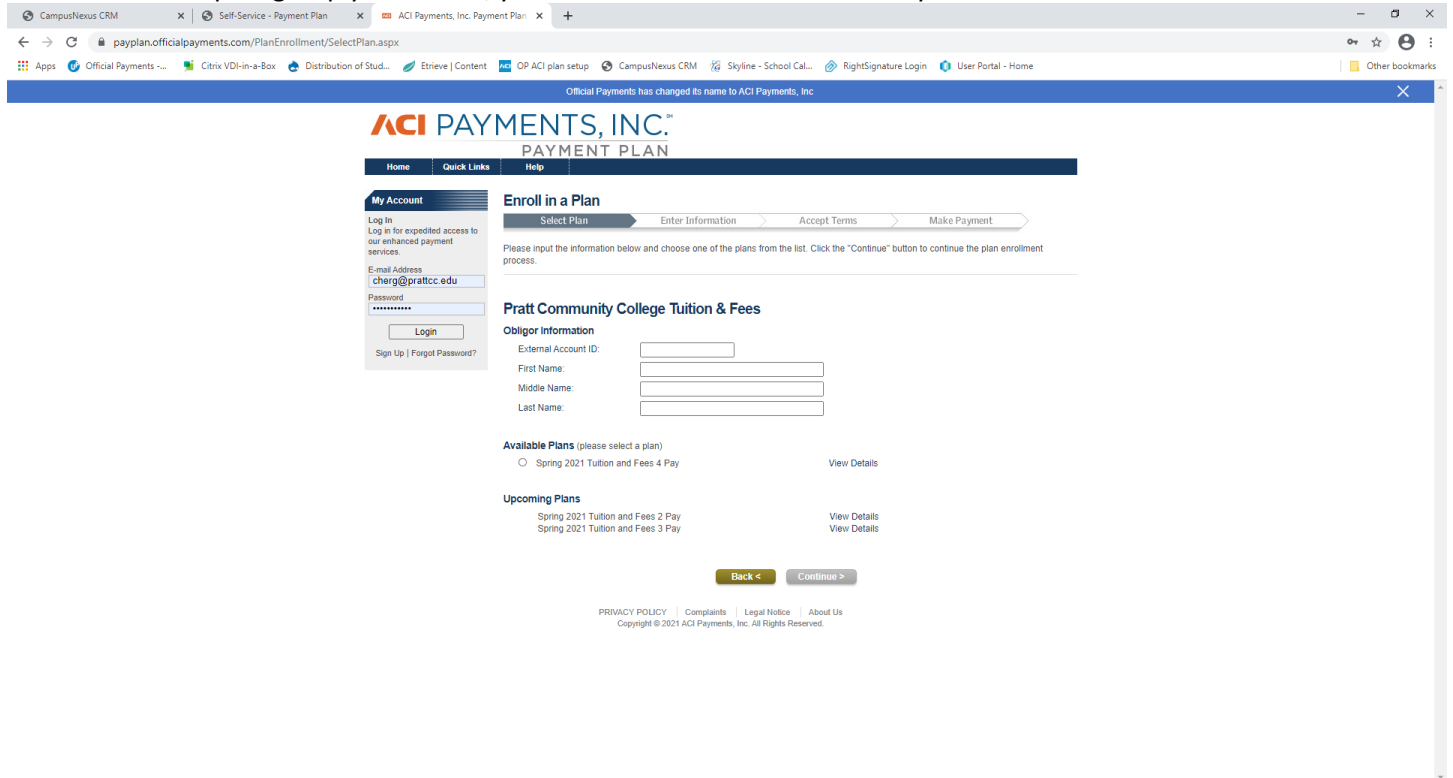 CampusNexus CRM
Self-Service - Payment Plan
ACI Payments, Inc. Payment Plan
payplan.officialpayments.com/PlanEnrollment/SelectPlan.aspx
Apps
Official Payments -...
Citrix VDI-in-a-Box
Distribution of Stud...
Etrieve | Content
OP ACI plan setup
CampusNexus CRM
Skyline - School Cal...
RightSignature Login
User Portal - Home
Other bookmarks
Official Payments has changed its name to ACI Payments, Inc
ACI PAYMENTS, INC.
PAYMENT PLAN
Home Quick Links Help
My Account
Log In
Log in for expedited access to
our enhanced payment
services.
E-mail Address
cherg@prattcc.edu
Password
•••••••••••
Login
Sign Up | Forgot Password?
Enroll in a Plan
Select Plan Enter Information Accept Terms Make Payment
Please input the information below and choose one of the plans from the list. Click the "Continue" button to continue the plan enrollment
process.
Pratt Community College Tuition & Fees
Obligor Information
External Account ID:
First Name:
Middle Name:
Last Name:
Available Plans (please select a plan)
Spring 2021 Tuition and Fees 4 Pay View Details
Upcoming Plans
Spring 2021 Tuition and Fees 2 Pay View Details
Spring 2021 Tuition and Fees 3 Pay View Details
Back < Continue >
PRIVACY POLICY | Complaints | Legal Notice | About Us
Copyright © 2021 ACI Payments, Inc. All Rights Reserved.